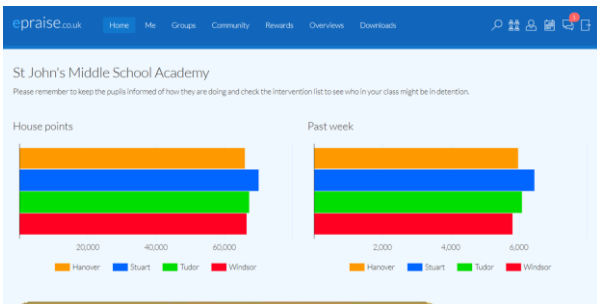 epraise.co.uk Home Me Groups Community Rewards Overviews Downloads
St John's Middle School Academy
Please remember to keep the pupils informed of how they are doing and check the intervention list to see who in your class might be in detention.
House points
20,000 40,000 60,000
Hanover Stuart Tudor Windsor
Past week
2,000 4,000 6,000
Hanover Stuart Tudor Windsor